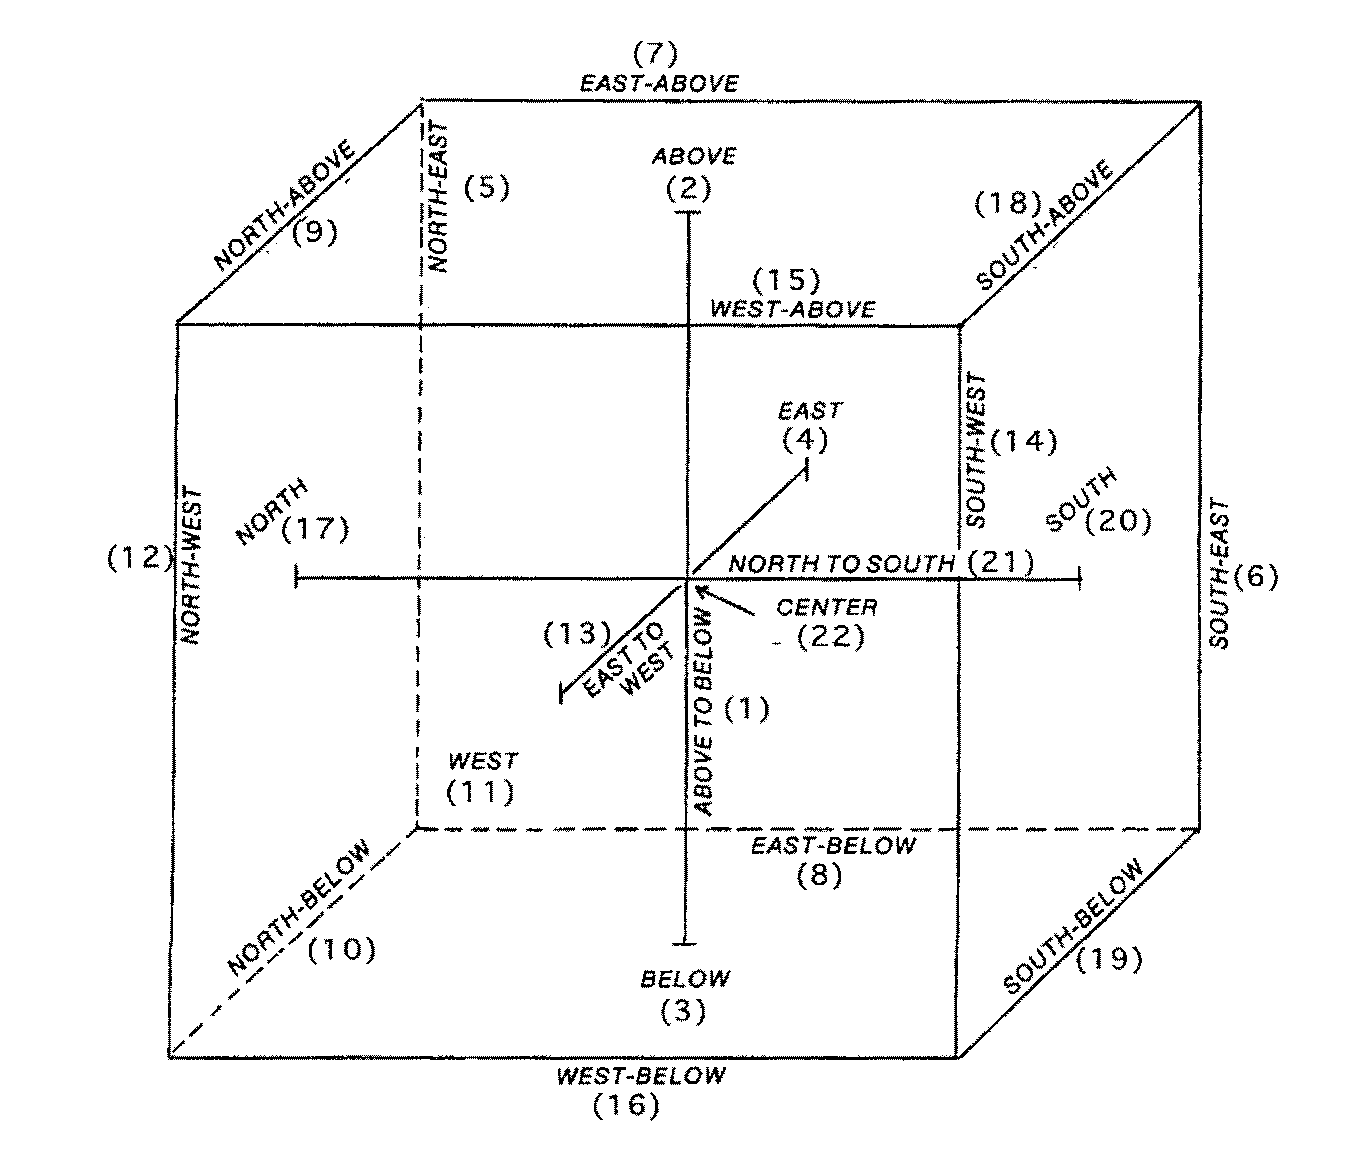 (7)
EAST-ABOVE
NORTH-ABOVE
(9)
NORTH-EAST
(5)
ABOVE
(2)
(18)
SOUTH-ABOVE
(15)
WEST-ABOVE
EAST
(4)
SOUTH-WEST
(14)
NORTH
(17)
SOUTH
(20)
(12)
NORTH-WEST
NORTH TO SOUTH (21)
SOUTH-EAST
(6)
CENTER
(22)
(13)
EAST TO
WEST
ABOVE TO BELOW
(1)
WEST
(11)
EAST-BELOW
(8)
NORTH-BELOW
(10)
SOUTH-BELOW
(19)
BELOW
(3)
WEST-BELOW
(16)